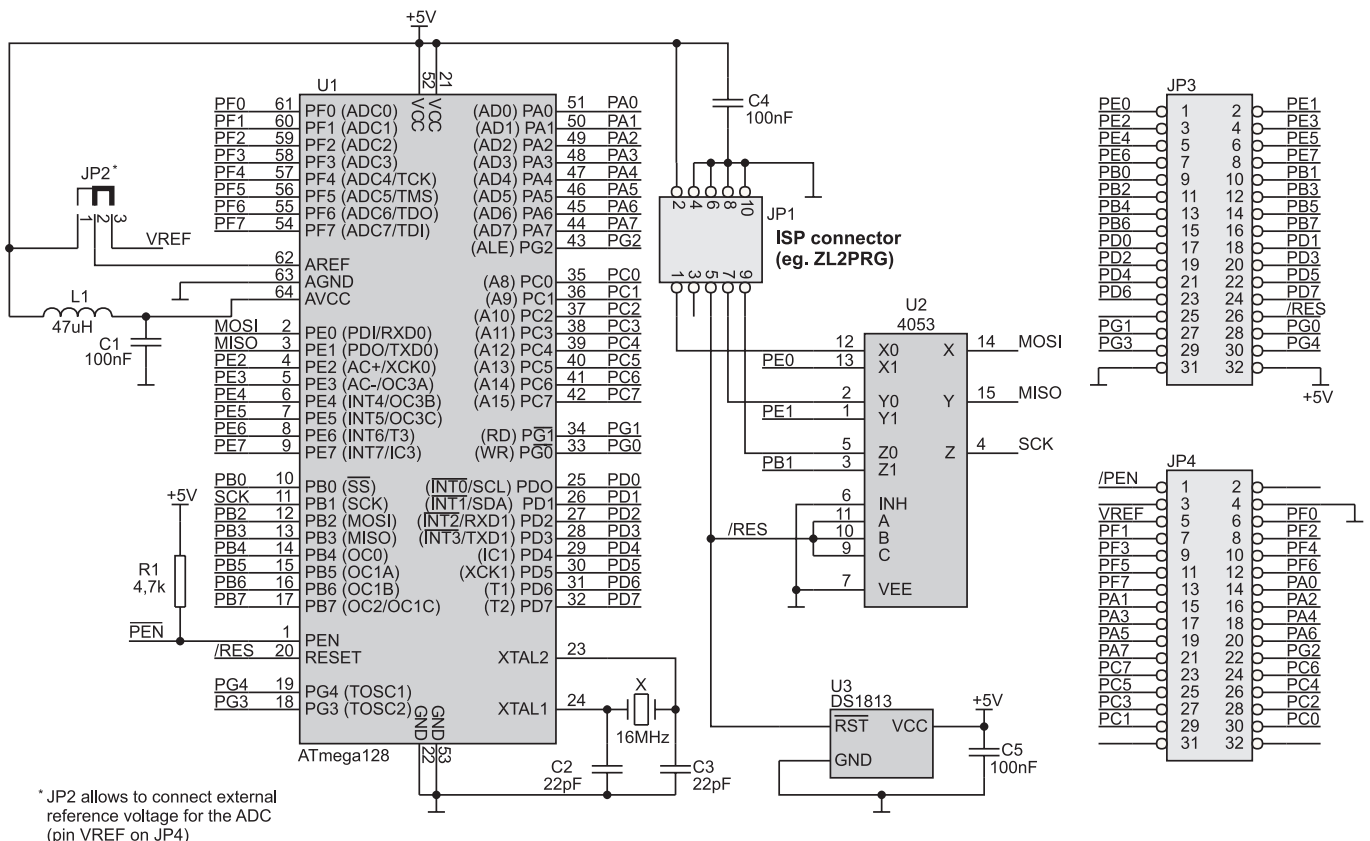 +5V
U1
52 21
VCC VCC
PF0 61 PF0 (ADC0) (AD0) PA0 51 PA0
PF1 60 PF1 (ADC1) (AD1) PA1 50 PA1
PF2 59 PF2 (ADC2) (AD2) PA2 49 PA2
PF3 58 PF3 (ADC3) (AD3) PA3 48 PA3
PF4 57 PF4 (ADC4/TCK) (AD4) PA4 47 PA4
PF5 56 PF5 (ADC5/TMS) (AD5) PA5 46 PA5
PF6 55 PF6 (ADC6/TDO) (AD6) PA6 45 PA6
PF7 54 PF7 (ADC7/TDI) (AD7) PA7 44 PA7
(ALE) PG2 43 PG2
JP2*
1 2 3
VREF
62 AREF
63 AGND
64 AVCC
L1
47uH
C1
100nF
(A8) PC0 35 PC0
(A9) PC1 36 PC1
(A10) PC2 37 PC2
MOSI 2 PE0 (PDI/RXD0) (A11) PC3 38 PC3
MISO 3 PE1 (PDO/TXD0) (A12) PC4 39 PC4
PE2 4 PE2 (AC+/XCK0) (A13) PC5 40 PC5
PE3 5 PE3 (AC-/OC3A) (A14) PC6 41 PC6
PE4 6 PE4 (INT4/OC3B) (A15) PC7 42 PC7
PE5 7 PE5 (INT5/OC3C)
PE6 8 PE6 (INT6/T3) (RD) PG1 34 PG1
PE7 9 PE7 (INT7/IC3) (WR) PG0 33 PG0
PB0 10 PB0 (SS) (INT0/SCL) PDO 25 PD0
SCK 11 PB1 (SCK) (INT1/SDA) PD1 26 PD1
PB2 12 PB2 (MOSI) (INT2/RXD1) PD2 27 PD2
PB3 13 PB3 (MISO) (INT3/TXD1) PD3 28 PD3
PB4 14 PB4 (OC0) (IC1) PD4 29 PD4
PB5 15 PB5 (OC1A) (XCK1) PD5 30 PD5
PB6 16 PB6 (OC1B) (T1) PD6 31 PD6
PB7 17 PB7 (OC2/OC1C) (T2) PD7 32 PD7
+5V
R1
4,7k
PEN 1 PEN
/RES 20 RESET XTAL2 23
PG4 19 PG4 (TOSC1)
PG3 18 PG3 (TOSC2) XTAL1 24
GND GND
22 53
ATmega128
X
16MHz
C2
22pF
C3
22pF
*JP2 allows to connect external
reference voltage for the ADC
(pin VREF on JP4)
C4
100nF
2 4 6 8 10
JP1
ISP connector
(eg. ZL2PRG)
1 3 5 7 9
U2
4053
12 X0 X 14 MOSI
PE0 13 X1
2 Y0 Y 15 MISO
PE1 1 Y1
5 Z0 Z 4 SCK
PB1 3 Z1
6 INH
11 A
/RES 10 B
9 C
7 VEE
U3
DS1813
RST VCC
GND
+5V
C5
100nF
JP3
PE0 1 2 PE1
PE2 3 4 PE3
PE4 5 6 PE5
PE6 7 8 PE7
PB0 9 10 PB1
PB2 11 12 PB3
PB4 13 14 PB5
PB6 15 16 PB7
PD0 17 18 PD1
PD2 19 20 PD3
PD4 21 22 PD5
PD6 23 24 PD7
25 26 /RES
PG1 27 28 PG0
PG3 29 30 PG4
31 32
+5V
JP4
/PEN 1 2
3 4
VREF 5 6 PF0
PF1 7 8 PF2
PF3 9 10 PF4
PF5 11 12 PF6
PF7 13 14 PA0
PA1 15 16 PA2
PA3 17 18 PA4
PA5 19 20 PA6
PA7 21 22 PG2
PC7 23 24 PC6
PC5 25 26 PC4
PC3 27 28 PC2
PC1 29 30 PC0
31 32